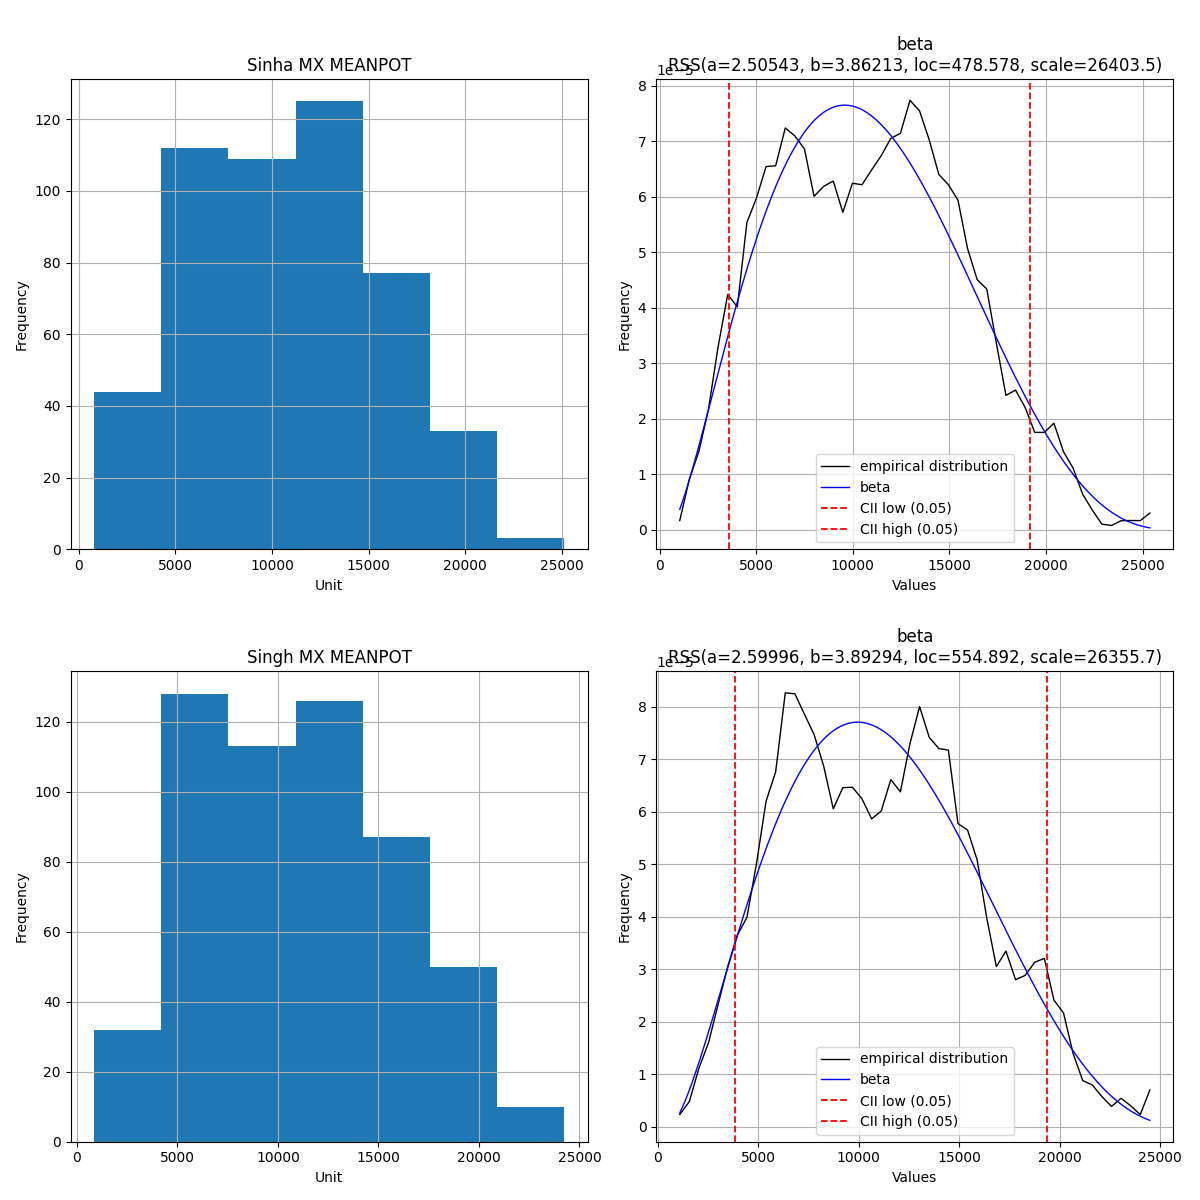 Sinha MX MEANPOT
120
100
80
60
40
20
0
Frequency
0 5000 10000 15000 20000 25000
Unit
beta
RSS(a=2.50543, b=3.86213, loc=478.578, scale=26403.5)
1e−5
8
7
6
5
4
3
2
1
0
Frequency
empirical distribution
beta
CII low (0.05)
CII high (0.05)
0 5000 10000 15000 20000 25000
Values
Singh MX MEANPOT
120
100
80
60
40
20
0
Frequency
0 5000 10000 15000 20000 25000
Unit
beta
RSS(a=2.59996, b=3.89294, loc=554.892, scale=26355.7)
1e−5
8
7
6
5
4
3
2
1
0
Frequency
empirical distribution
beta
CII low (0.05)
CII high (0.05)
0 5000 10000 15000 20000 25000
Values